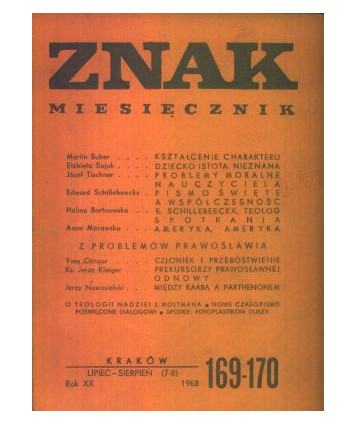 ZNAK
MIESIĘCZNIK
Martin Buber . . . . KSZTAŁCENIE CHARAKTERU
Elżbieta Sujak . . . . DZIECKO ISTOTA NIEZNANA
Józef Tischner . . . . PROBLEMY MORALNE
NAUCZYCIELA
Edward Schillebeeckx . PISMO ŚWIĘTE
A WSPÓŁCZESNOŚĆ
Halina Bortnowska . . E. SCHILLEBEECKX, TEOLOG
SPOTKANIA
Anna Morawska . . . AMERYKA, AMERYKA
Z PROBLEMÓW PRAWOSŁAWIA
Yves Congar . . . . CZŁOWIEK I PRZEBÓSTWIENIE
Ks. Jerzy Klinger . . . PREKURSORZY PRAWOSŁAWNEJ
ODNOWY
Jerzy Nowosielski . . . MIĘDZY KAABĄ A PARTHENONEM
O TEOLOGII NADZIEI J. MOLTMANA • NOWE CZASOPISMO
POŚWIĘCONE DIALOGOWI • SPODEK: FOTOPLASTIKON DUSZY
KRAKÓW
LIPIEC–SIERPIEŃ (7-8)
Rok XX 1968 169-170